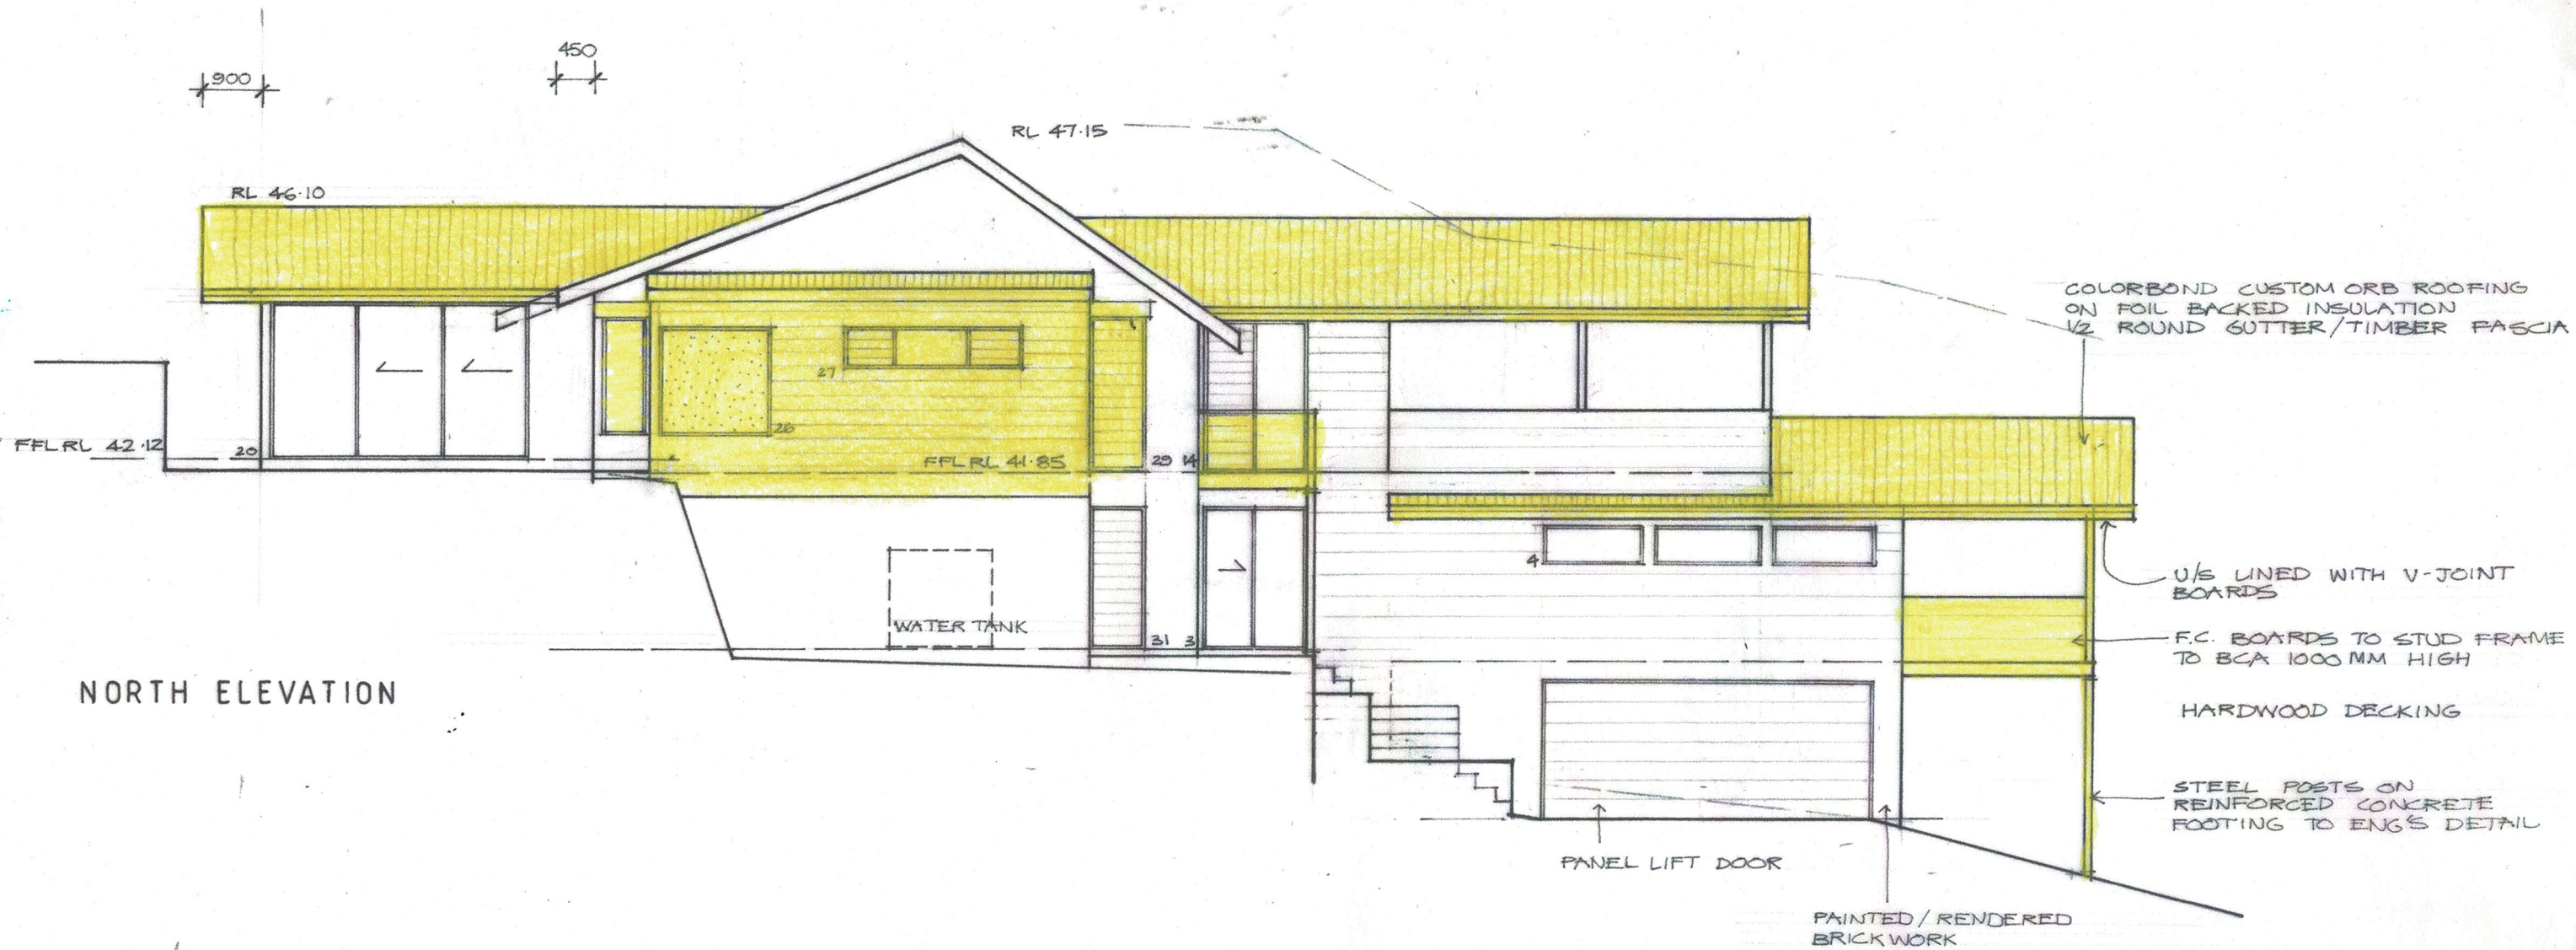 450
900
RL 47.15
RL 46.10
COLORBOND CUSTOM ORB ROOFING
ON FOIL BACKED INSULATION
1/2 ROUND GUTTER/TIMBER FASCIA
27
26
FFL RL 42.12
20
FFL RL 41.85
29 14
4
U/S LINED WITH V-JOINT
BOARDS
WATER TANK
31 3
F.C. BOARDS TO STUD FRAME
TO BCA 1000 MM HIGH
NORTH ELEVATION
HARDWOOD DECKING
STEEL POSTS ON
REINFORCED CONCRETE
FOOTING TO ENG'S DETAIL
PANEL LIFT DOOR
PAINTED/RENDERED
BRICKWORK